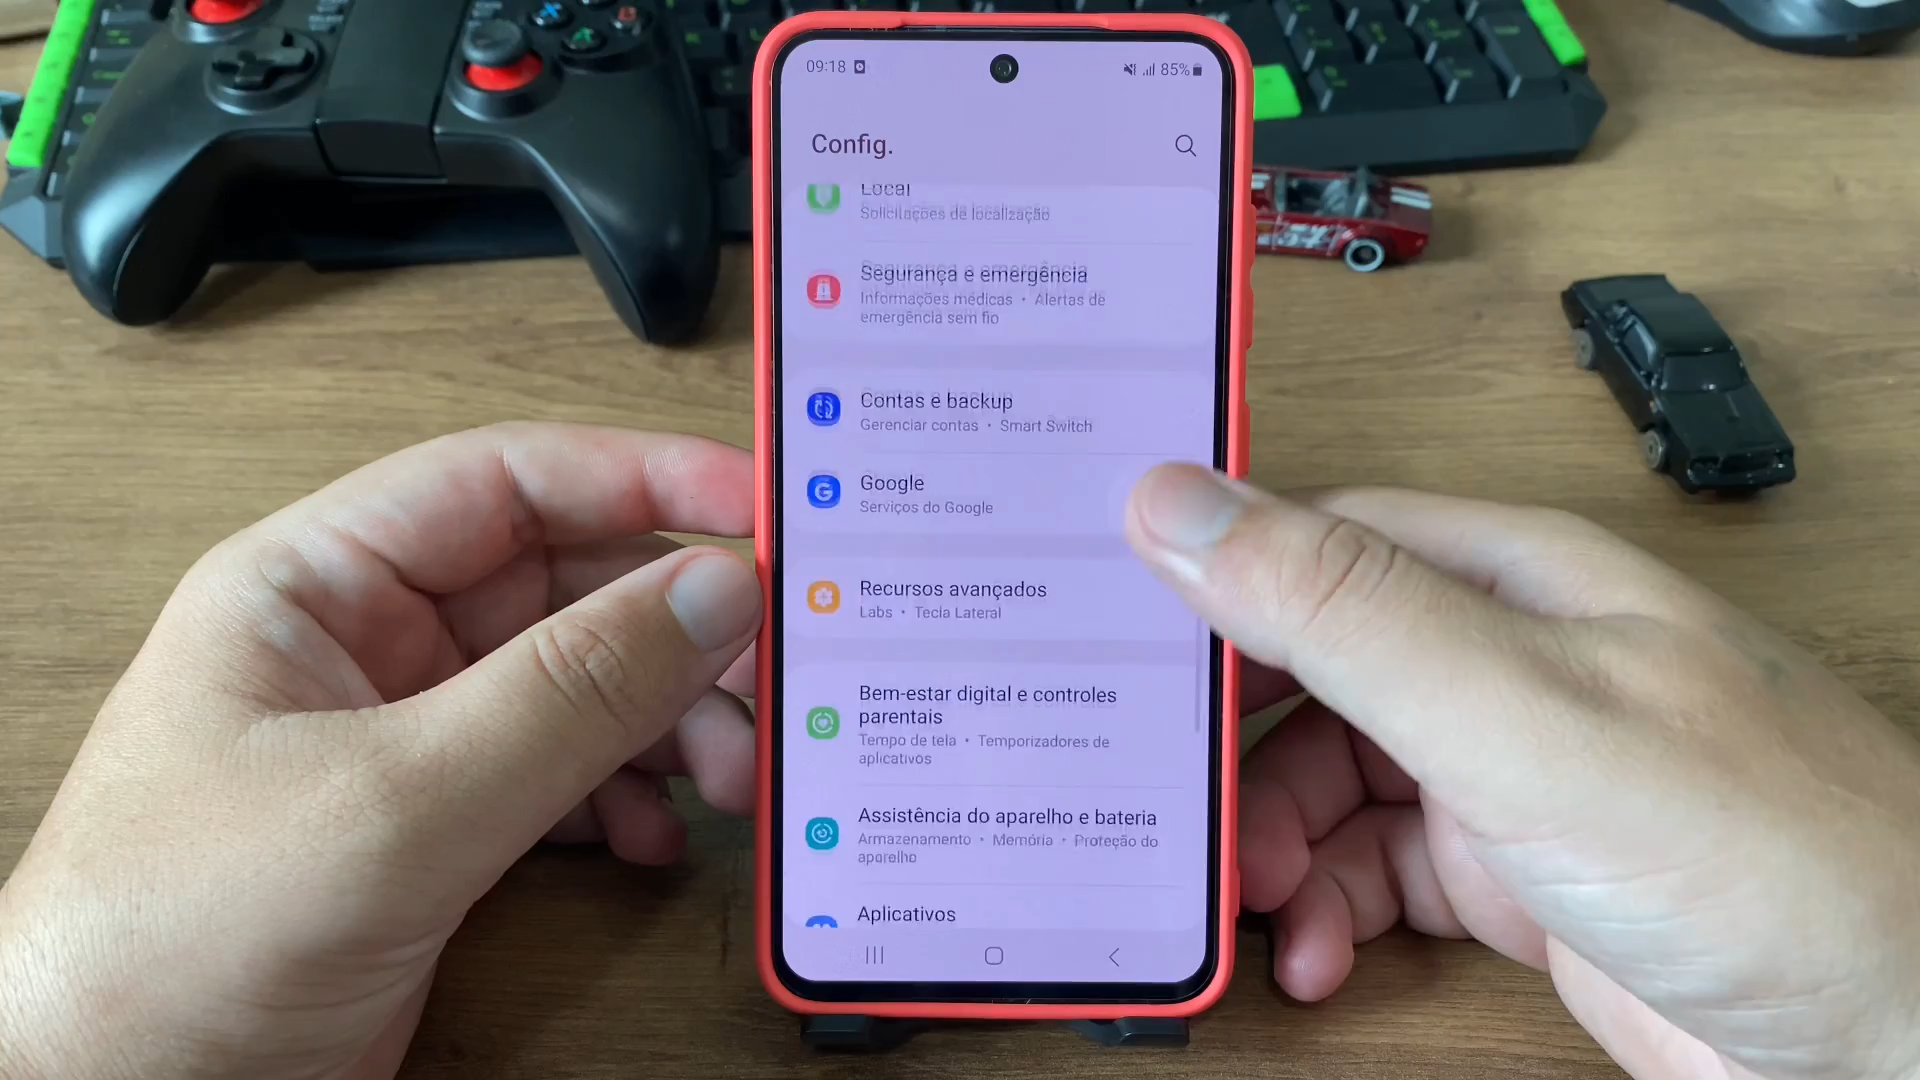 09:18
85%
Config.
Local
Solicitações de localização
Segurança e emergência
Informações médicas • Alertas de
emergência sem fio
Contas e backup
Gerenciar contas • Smart Switch
Google
Serviços do Google
Recursos avançados
Labs • Tecla Lateral
Bem-estar digital e controles
parentais
Tempo de tela • Temporizadores de
aplicativos
Assistência do aparelho e bateria
Armazenamento • Memória • Proteção do
aparelho
Aplicativos